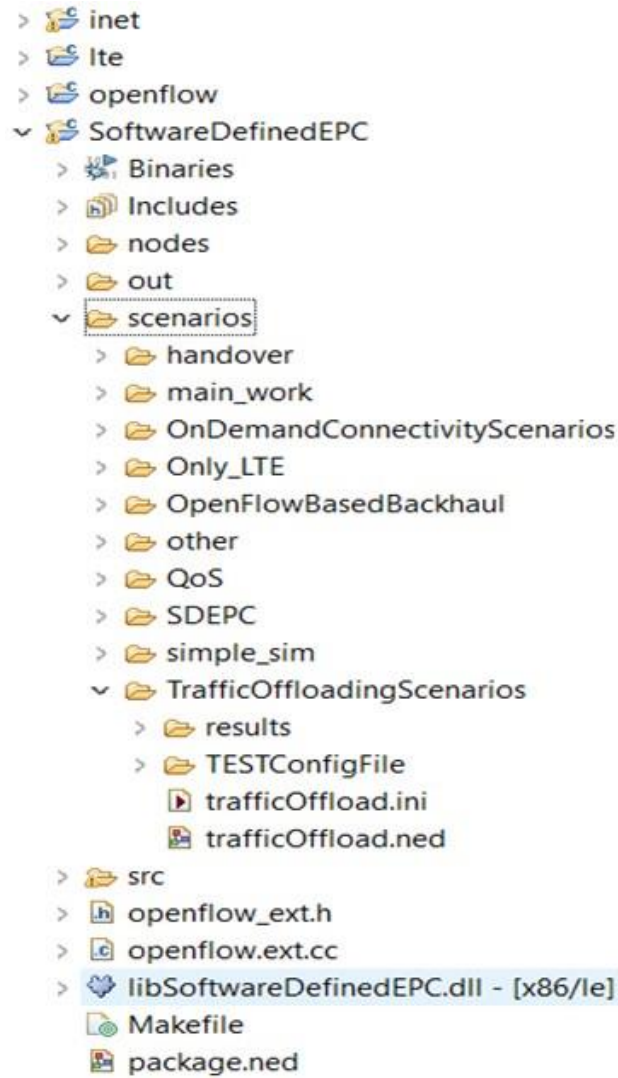 inet
lte
openflow
SoftwareDefinedEPC
Binaries
Includes
nodes
out
scenarios
handover
main_work
OnDemandConnectivityScenarios
Only_LTE
OpenFlowBasedBackhaul
other
QoS
SDEPC
simple_sim
TrafficOffloadingScenarios
results
TESTConfigFile
trafficOffload.ini
trafficOffload.ned
src
openflow_ext.h
openflow.ext.cc
libSoftwareDefinedEPC.dll - [x86/le]
Makefile
package.ned